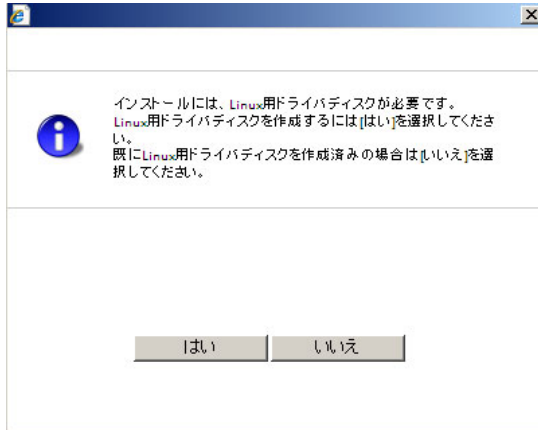 インストールには、Linux用ドライバディスクが必要です。
Linux用ドライバディスクを作成するには[はい]を選択してくださ
い。
既にLinux用ドライバディスクを作成済みの場合は[いいえ]を選
択してください。
はい
いいえ